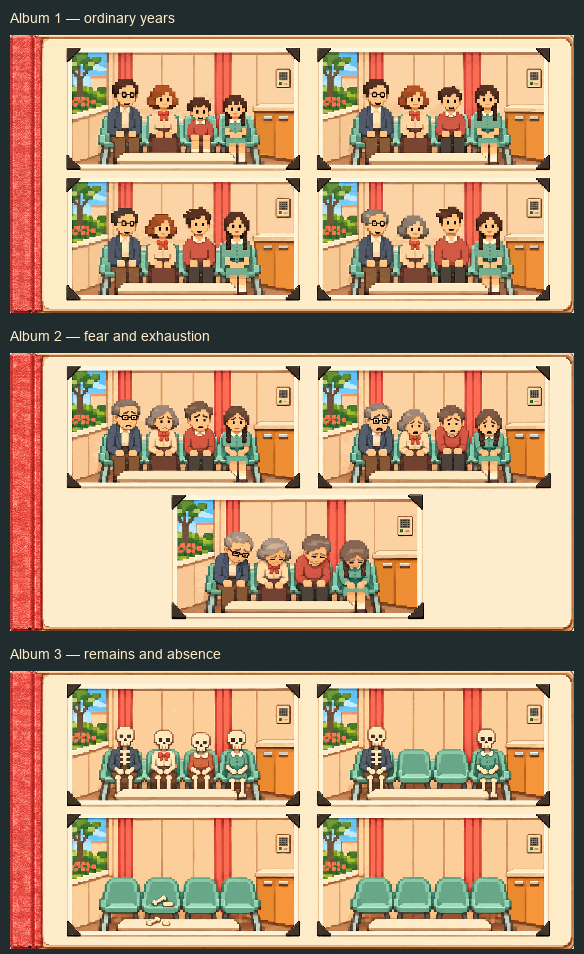 Album 1 — ordinary years
Album 2 — fear and exhaustion
Album 3 — remains and absence